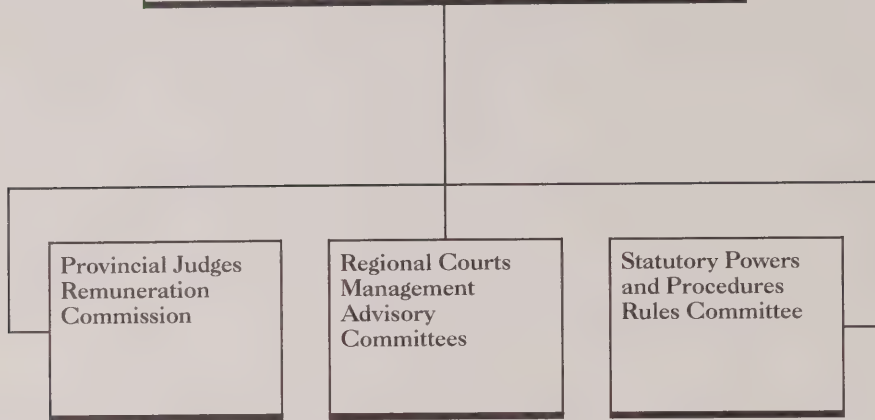 Provincial Judges
Remuneration
Commission
Regional Courts
Management
Advisory
Committees
Statutory Powers
and Procedures
Rules Committee